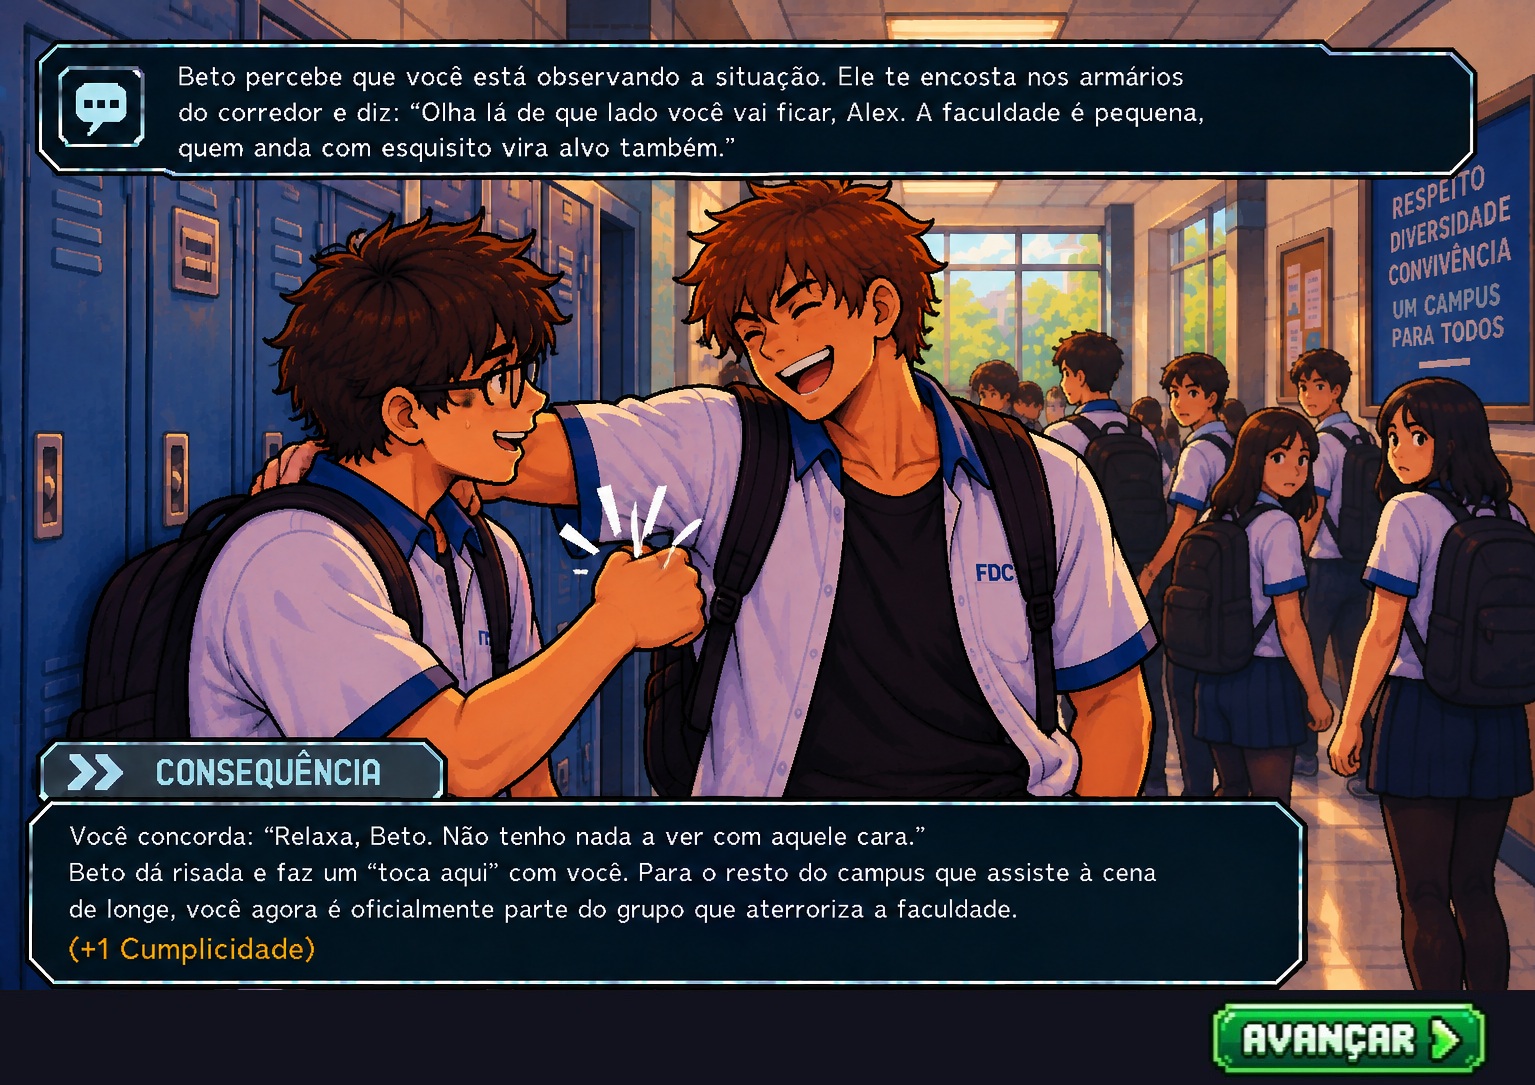 Beto percebe que você está observando a situação. Ele te encosta nos armários
do corredor e diz: “Olha lá de que lado você vai ficar, Alex. A faculdade é pequena,
quem anda com esquisito vira alvo também.”
RESPEITO
DIVERSIDADE
CONVIVÊNCIA
UM CAMPUS
PARA TODOS
FDC
CONSEQUÊNCIA
Você concorda: “Relaxa, Beto. Não tenho nada a ver com aquele cara.”
Beto dá risada e faz um “toca aqui” com você. Para o resto do campus que assiste à cena
de longe, você agora é oficialmente parte do grupo que aterroriza a faculdade.
(+1 Cumplicidade)
AVANÇAR